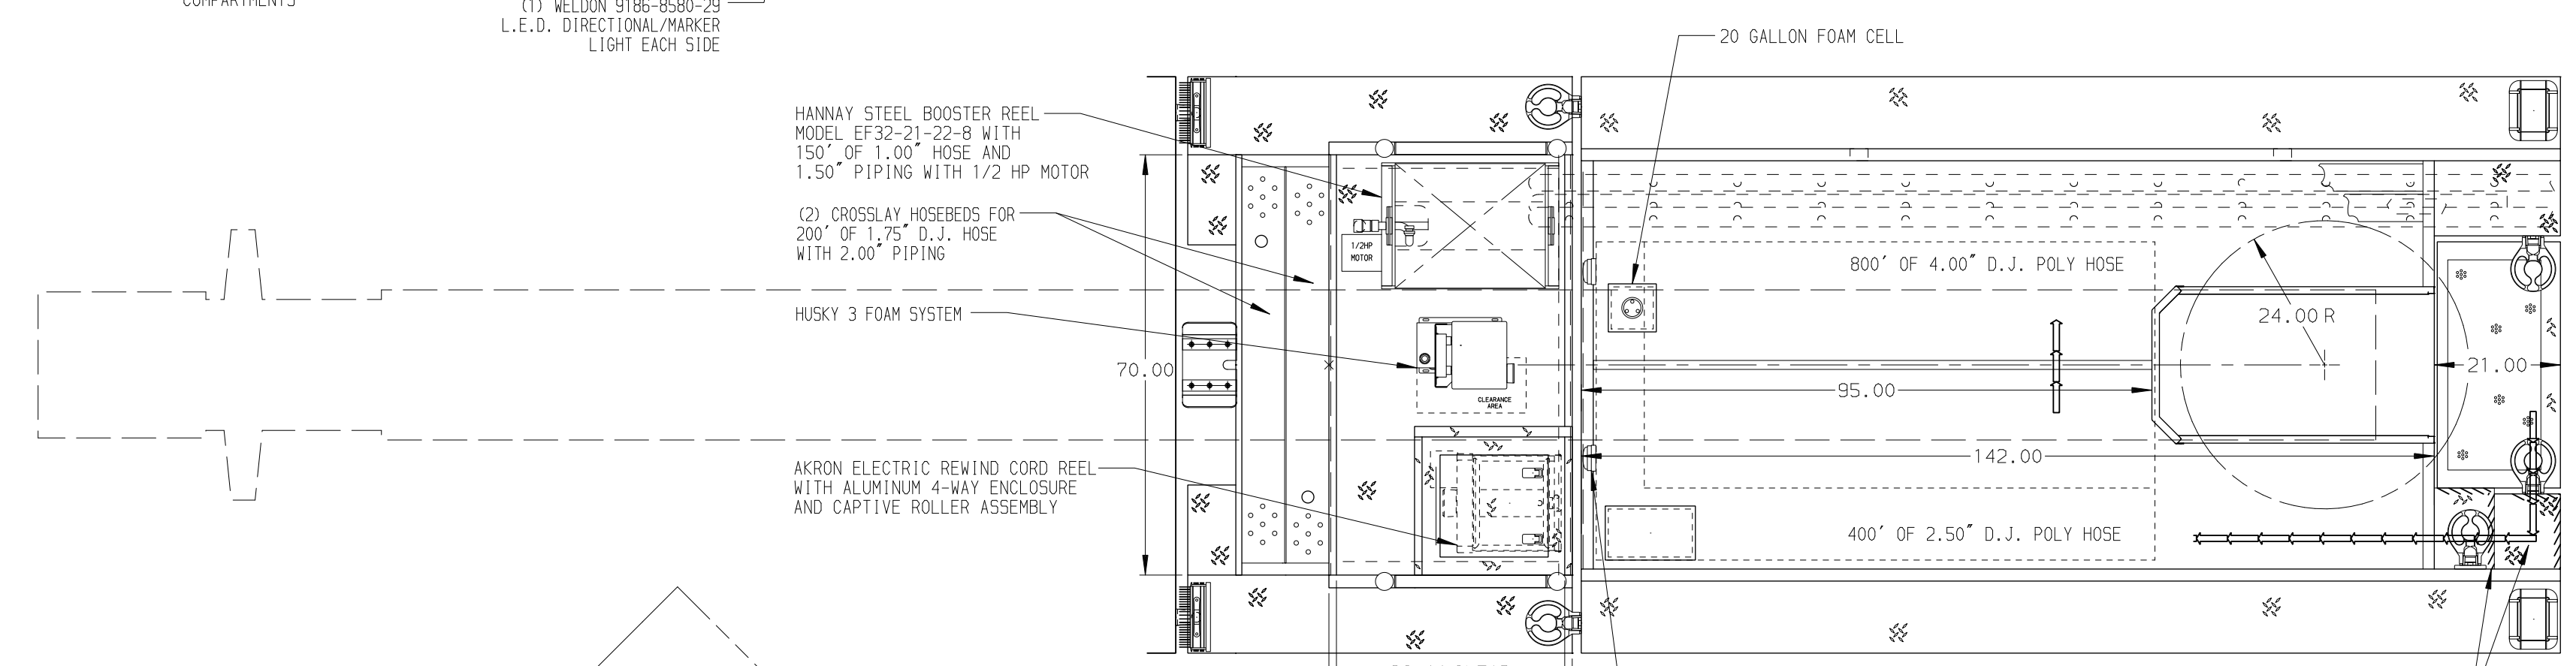 COMPARTMENTS
(1) WELDON 9186-8580-29
L.E.D. DIRECTIONAL/MARKER
LIGHT EACH SIDE
20 GALLON FOAM CELL
HANNAY STEEL BOOSTER REEL
MODEL EF32-21-22-8 WITH
150' OF 1.00" HOSE AND
1.50" PIPING WITH 1/2 HP MOTOR
(2) CROSSLAY HOSEBEDS FOR
200' OF 1.75" D.J. HOSE
WITH 2.00" PIPING
1/2HP
MOTOR
HUSKY 3 FOAM SYSTEM
800' OF 4.00" D.J. POLY HOSE
24.00 R
70.00
21.00
95.00
CLEARANCE
AREA
142.00
AKRON ELECTRIC REWIND CORD REEL
WITH ALUMINUM 4-WAY ENCLOSURE
AND CAPTIVE ROLLER ASSEMBLY
400' OF 2.50" D.J. POLY HOSE